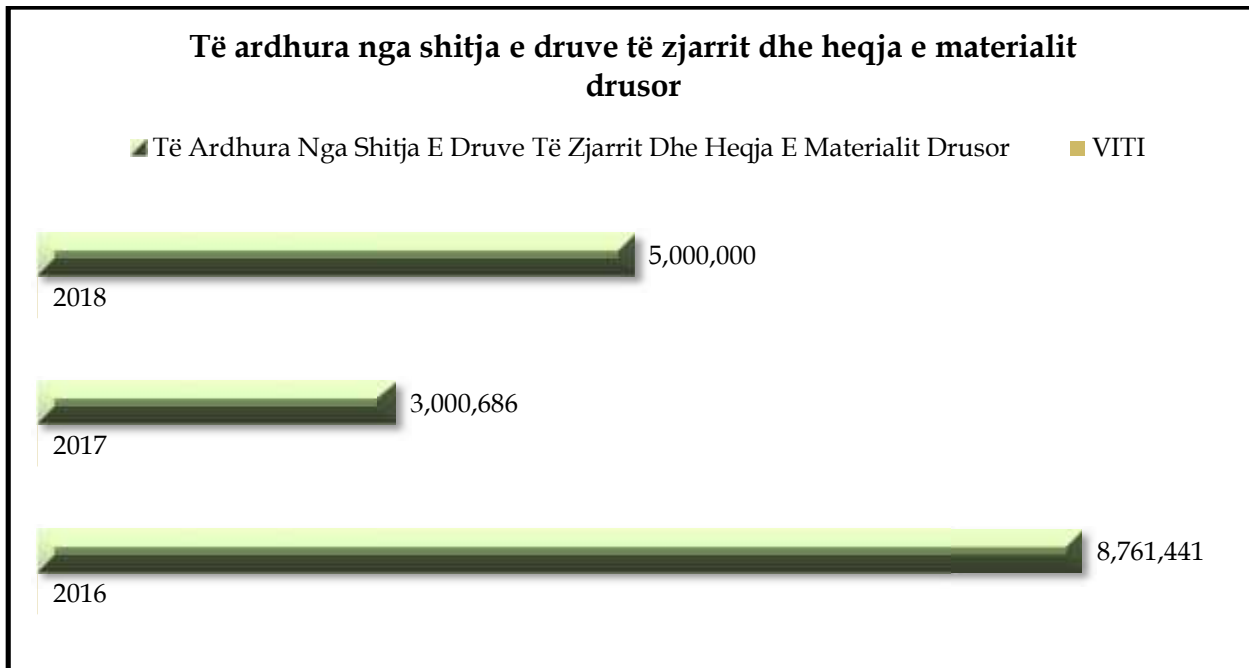 Të ardhura nga shitja e druve të zjarrit dhe heqja e materialit
drusor
Të Ardhura Nga Shitja E Druve Të Zjarrit Dhe Heqja E Materialit Drusor VITI
5,000,000
2018
3,000,686
2017
8,761,441
2016